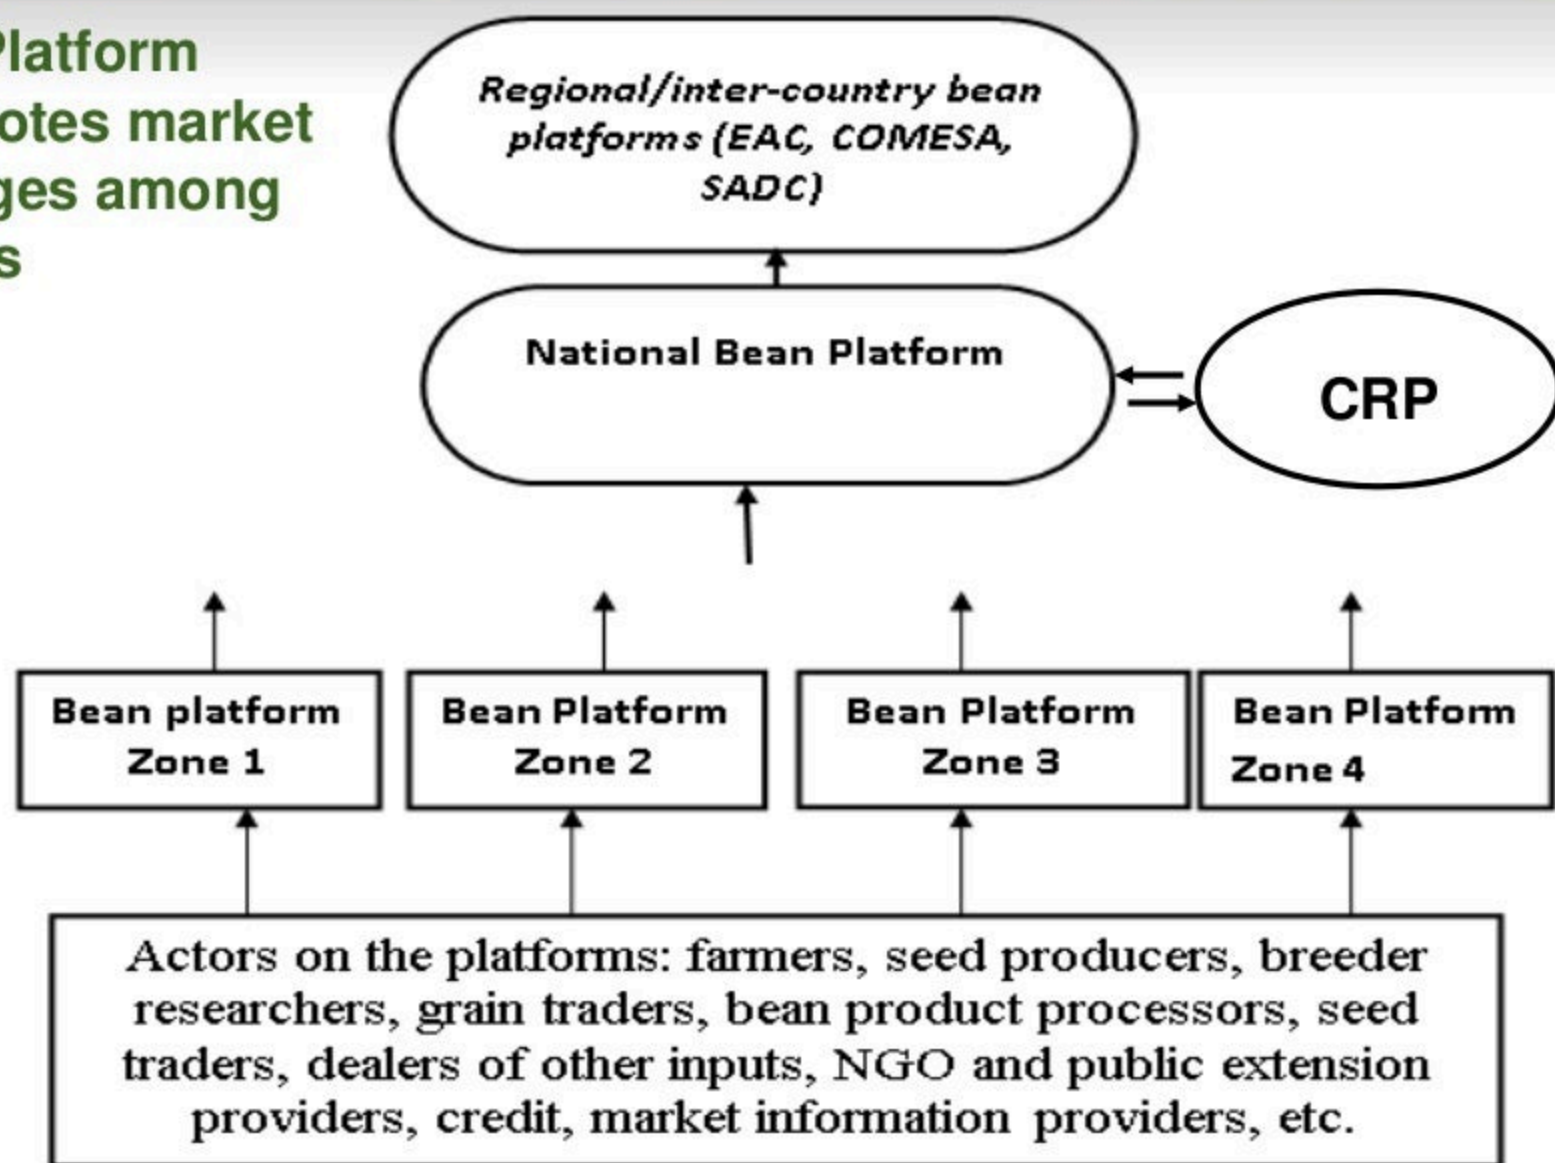 Platform
otes market
ges among
s
Regional/inter-country bean
platforms (EAC, COMESA,
SADC)
National Bean Platform
CRP
Bean platform
Zone 1
Bean Platform
Zone 2
Bean Platform
Zone 3
Bean Platform
Zone 4
Actors on the platforms: farmers, seed producers, breeder
researchers, grain traders, bean product processors, seed
traders, dealers of other inputs, NGO and public extension
providers, credit, market information providers, etc.